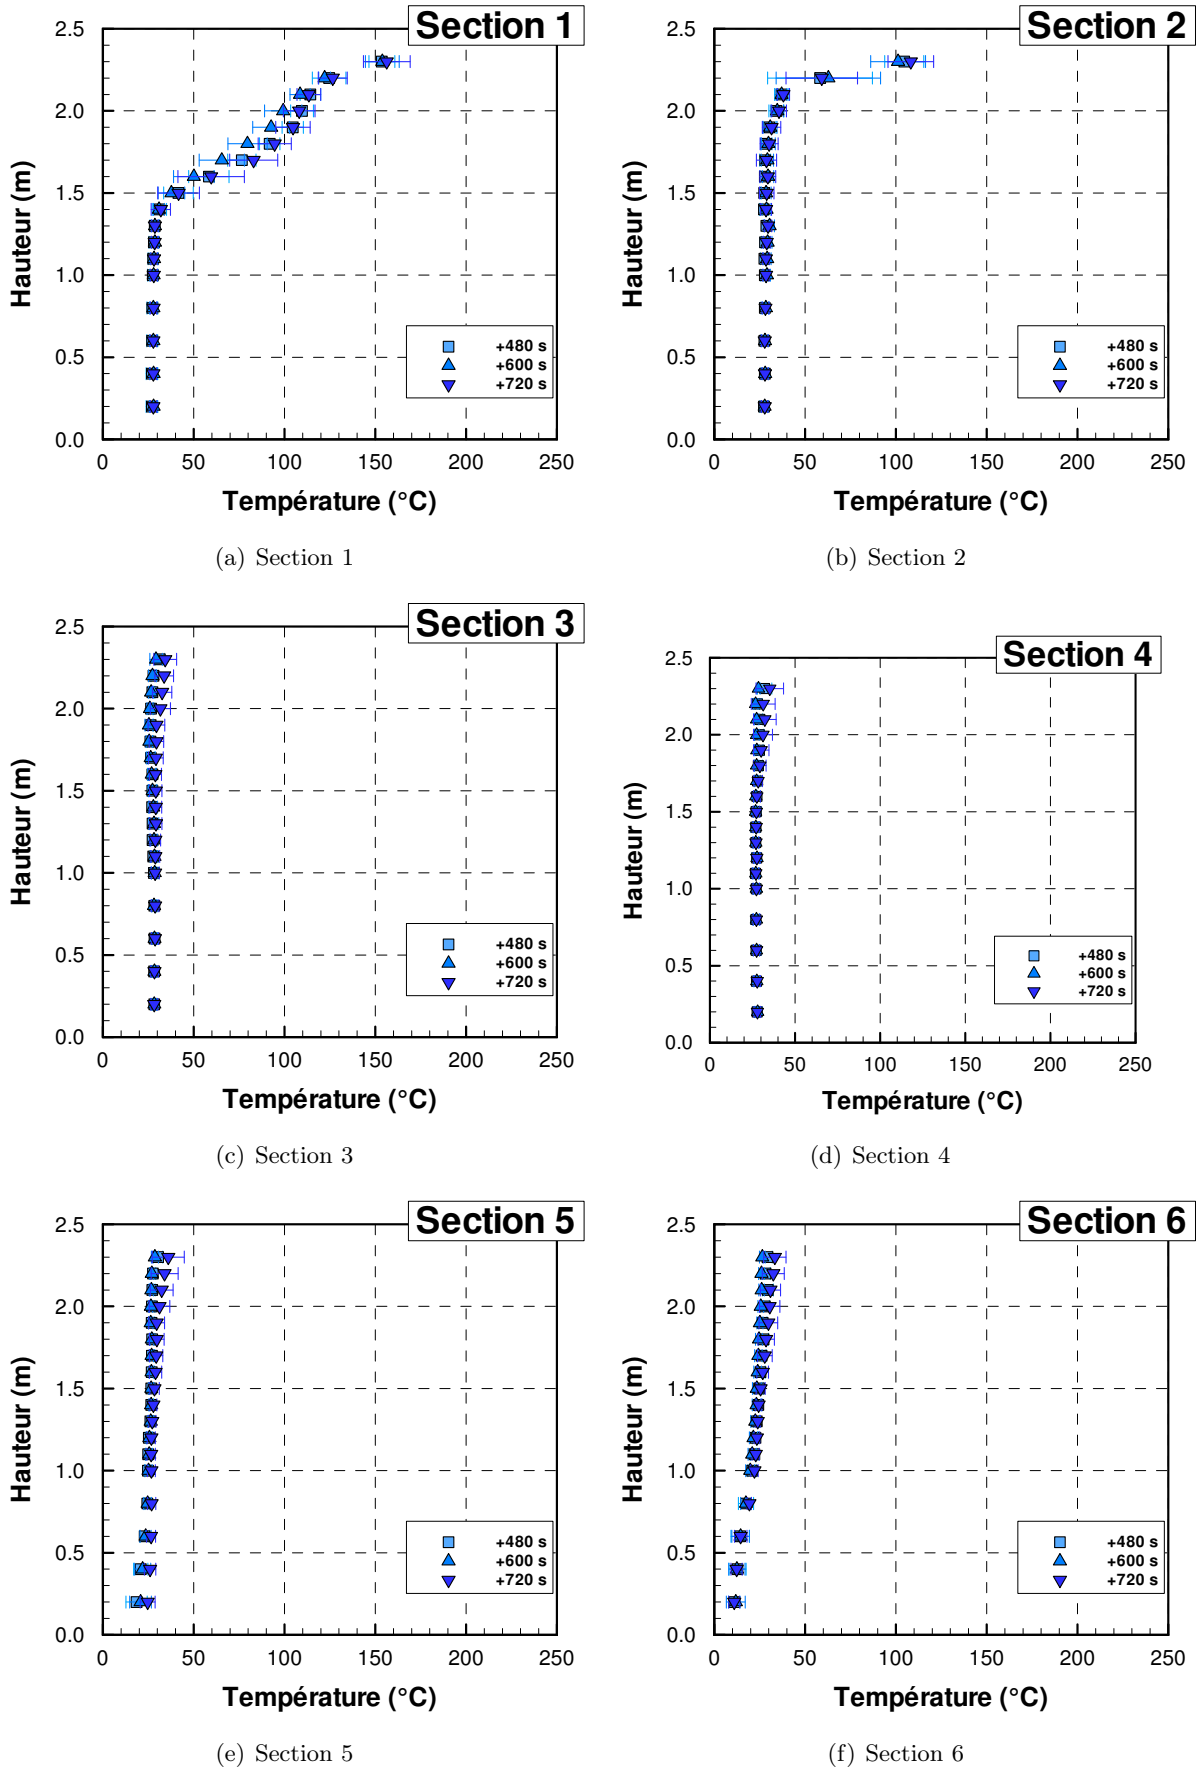 Section 1
Hauteur (m)
2.5
2.0
1.5
1.0
0.5
0.0
+480 s
+600 s
+720 s
0 50 100 150 200 250
Température (°C)
(a) Section 1
Section 2
Hauteur (m)
2.5
2.0
1.5
1.0
0.5
0.0
+480 s
+600 s
+720 s
0 50 100 150 200 250
Température (°C)
(b) Section 2
Section 3
Hauteur (m)
2.5
2.0
1.5
1.0
0.5
0.0
+480 s
+600 s
+720 s
0 50 100 150 200 250
Température (°C)
(c) Section 3
Section 4
Hauteur (m)
2.5
2.0
1.5
1.0
0.5
0.0
+480 s
+600 s
+720 s
0 50 100 150 200 250
Température (°C)
(d) Section 4
Section 5
Hauteur (m)
2.5
2.0
1.5
1.0
0.5
0.0
+480 s
+600 s
+720 s
0 50 100 150 200 250
Température (°C)
(e) Section 5
Section 6
Hauteur (m)
2.5
2.0
1.5
1.0
0.5
0.0
+480 s
+600 s
+720 s
0 50 100 150 200 250
Température (°C)
(f) Section 6